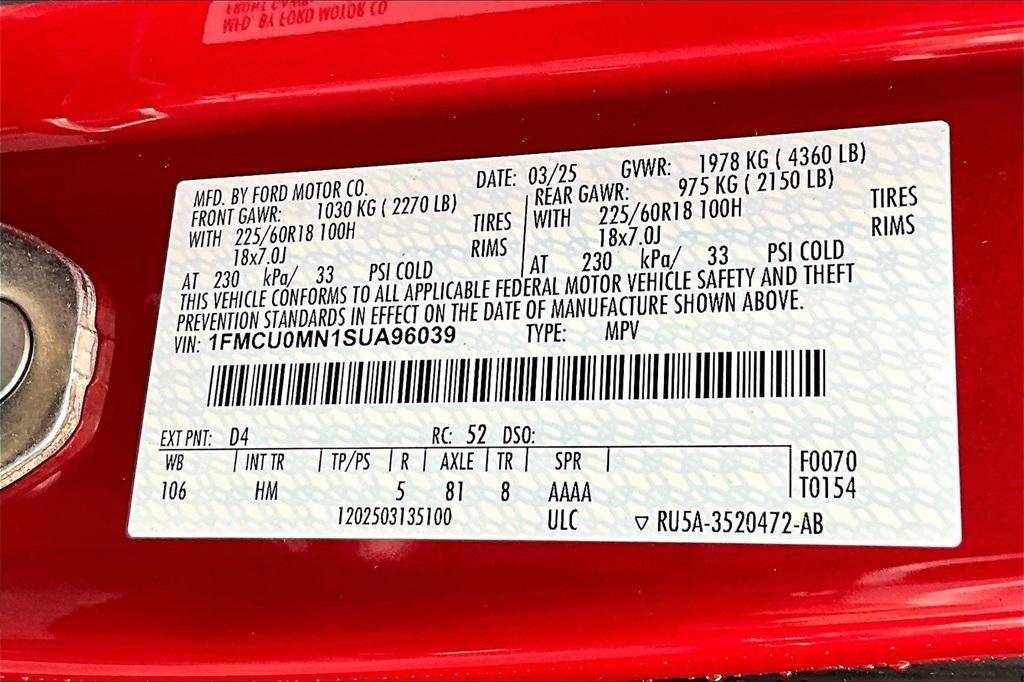 MFD. BY FORD MOTOR CO
MFD. BY FORD MOTOR CO. DATE: 03/25 GVWR: 1978 KG ( 4360 LB)
FRONT GAWR: 1030 KG ( 2270 LB) REAR GAWR: 975 KG ( 2150 LB)
WITH 225/60R18 100H TIRES WITH 225/60R18 100H TIRES
18x7.0J RIMS 18x7.0J RIMS
AT 230 kPa/ 33 PSI COLD AT 230 kPa/ 33 PSI COLD
THIS VEHICLE CONFORMS TO ALL APPLICABLE FEDERAL MOTOR VEHICLE SAFETY AND THEFT
PREVENTION STANDARDS IN EFFECT ON THE DATE OF MANUFACTURE SHOWN ABOVE.
VIN: 1FMCU0MN1SUA96039 TYPE: MPV
EXT PNT: D4 RC: 52 DSO:
WB INT TR TP/PS R AXLE TR SPR F0070
106 HM 5 81 8 AAAA T0154
1202503135100 ULC ▽ RU5A-3520472-AB